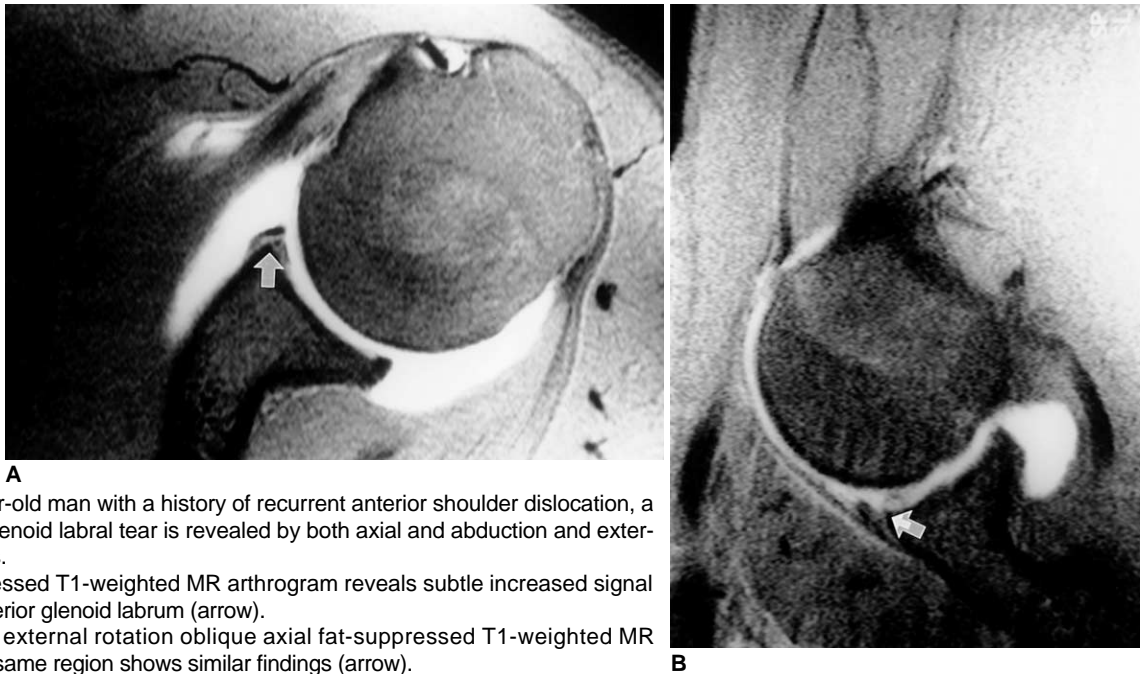 A
r-old man with a history of recurrent anterior shoulder dislocation, a
enoid labral tear is revealed by both axial and abduction and exter-
s.
essed T1-weighted MR arthrogram reveals subtle increased signal
erior glenoid labrum (arrow).
external rotation oblique axial fat-suppressed T1-weighted MR
same region shows similar findings (arrow).
B